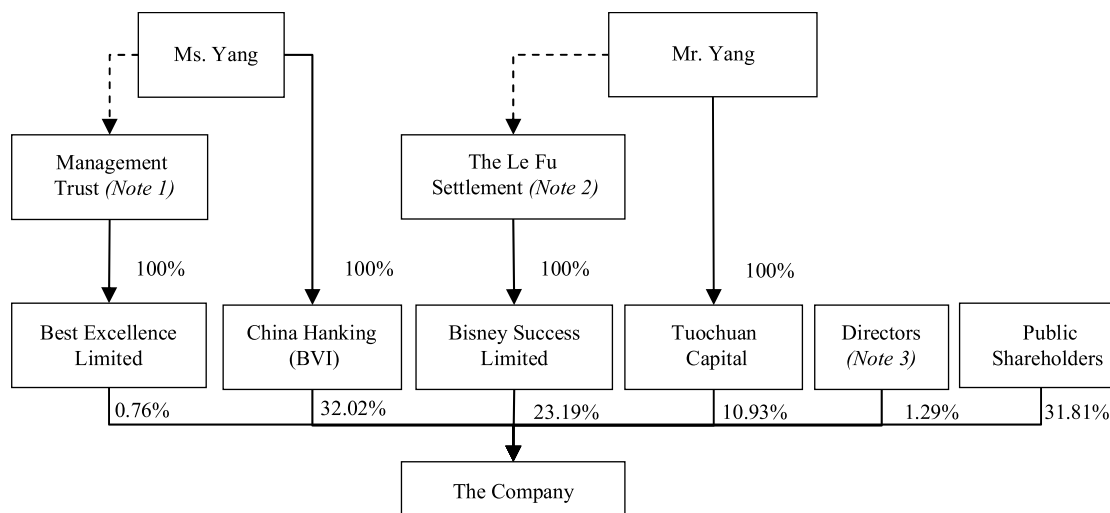 Ms. Yang
Mr. Yang
Management
Trust (Note 1)
The Le Fu
Settlement (Note 2)
100%
100%
100%
100%
Best Excellence
Limited
China Hanking
(BVI)
Bisney Success
Limited
Tuochuan
Capital
Directors
(Note 3)
Public
Shareholders
0.76%
32.02%
23.19%
10.93%
1.29%
31.81%
The Company